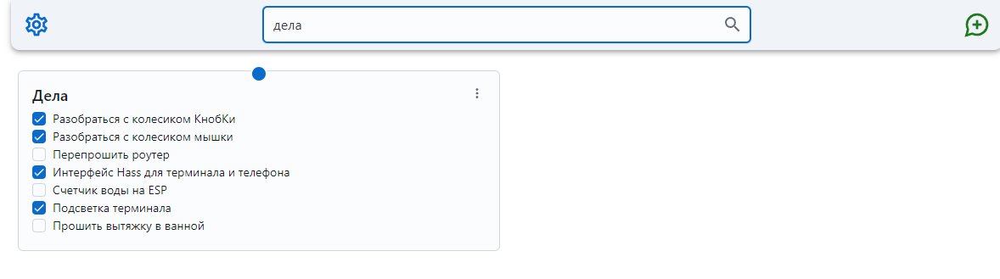 дела
Дела
Разобраться с колесиком КнобКи
Разобраться с колесиком мышки
Перепрошить роутер
Интерфейс Hass для терминала и телефона
Счетчик воды на ESP
Подсветка терминала
Прошить вытяжку в ванной